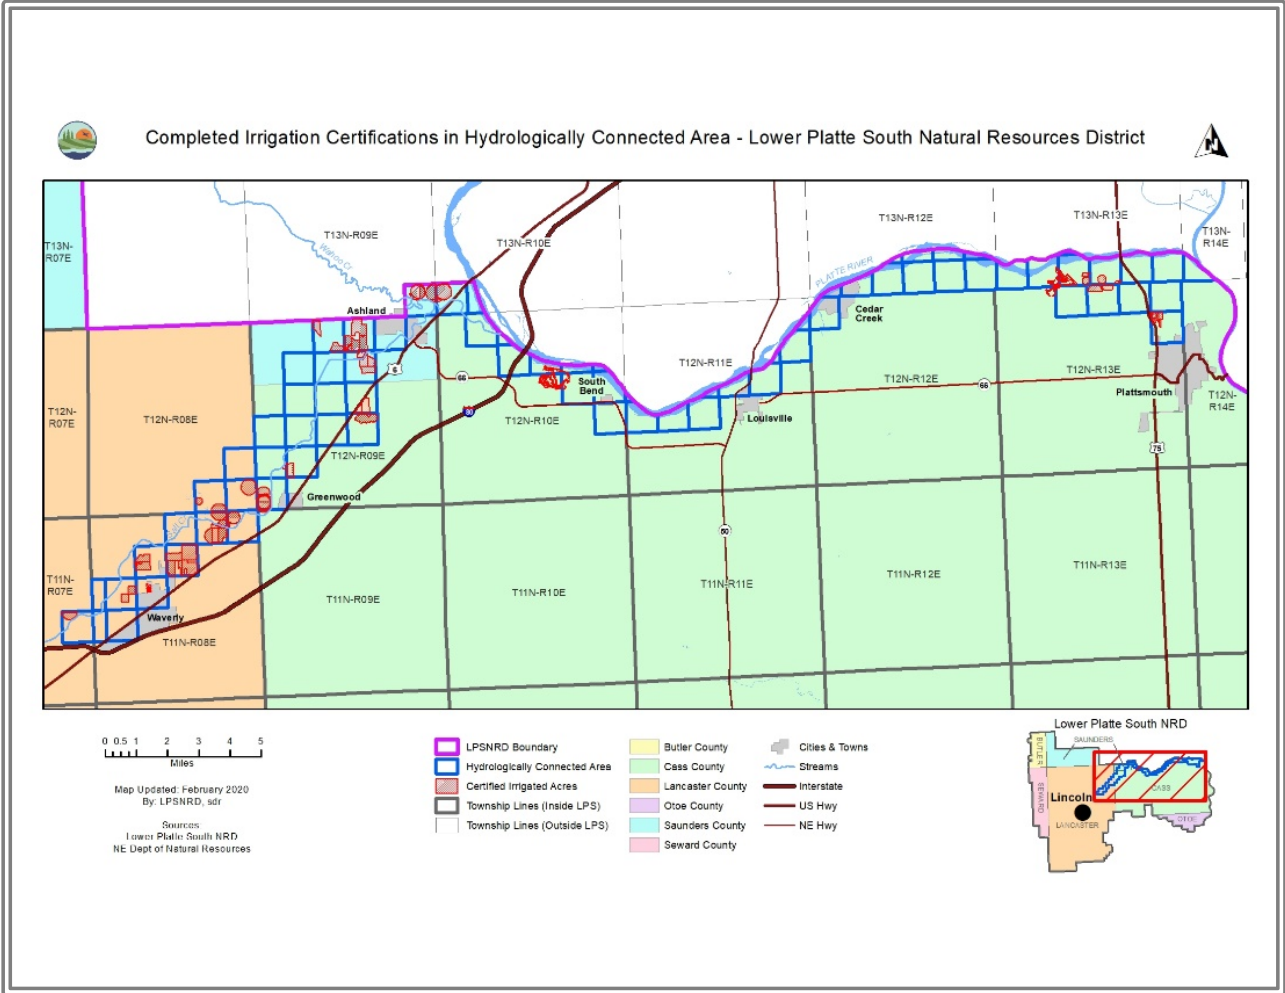 Completed Irrigation Certifications in Hydrologically Connected Area - Lower Platte South Natural Resources District
N
T13N-
R07E
T13N-R09E
Wahoo Cr
T13N-R10E
T13N-R12E
T13N-R13E
T13N-
R14E
PLATTE RIVER
Ashland
Cedar
Creek
6
66
South
Bend
T12N-R11E
T12N-R12E
66
T12N-R13E
Plattsmouth
T12N-
R14E
T12N-
R07E
T12N-R08E
80
T12N-R10E
Louisville
T12N-R09E
75
Greenwood
50
T11N-
R07E
T11N-R09E
T11N-R10E
T11N-R11E
T11N-R12E
T11N-R13E
Waverly
T11N-R08E
0 0.5 1 2 3 4 5
Miles
Map Updated: February 2020
By: LPSNRD, sdr
Sources:
Lower Platte South NRD
NE Dept of Natural Resources
LPSNRD Boundary
Hydrologically Connected Area
Certified Irrigated Acres
Township Lines (Inside LPS)
Township Lines (Outside LPS)
Butler County
Cass County
Lancaster County
Otoe County
Saunders County
Seward County
Cities & Towns
Streams
Interstate
US Hwy
NE Hwy
Lower Platte South NRD
SAUNDERS
BUTLER
SEWARD
CASS
Lincoln
LANCASTER
OTOE